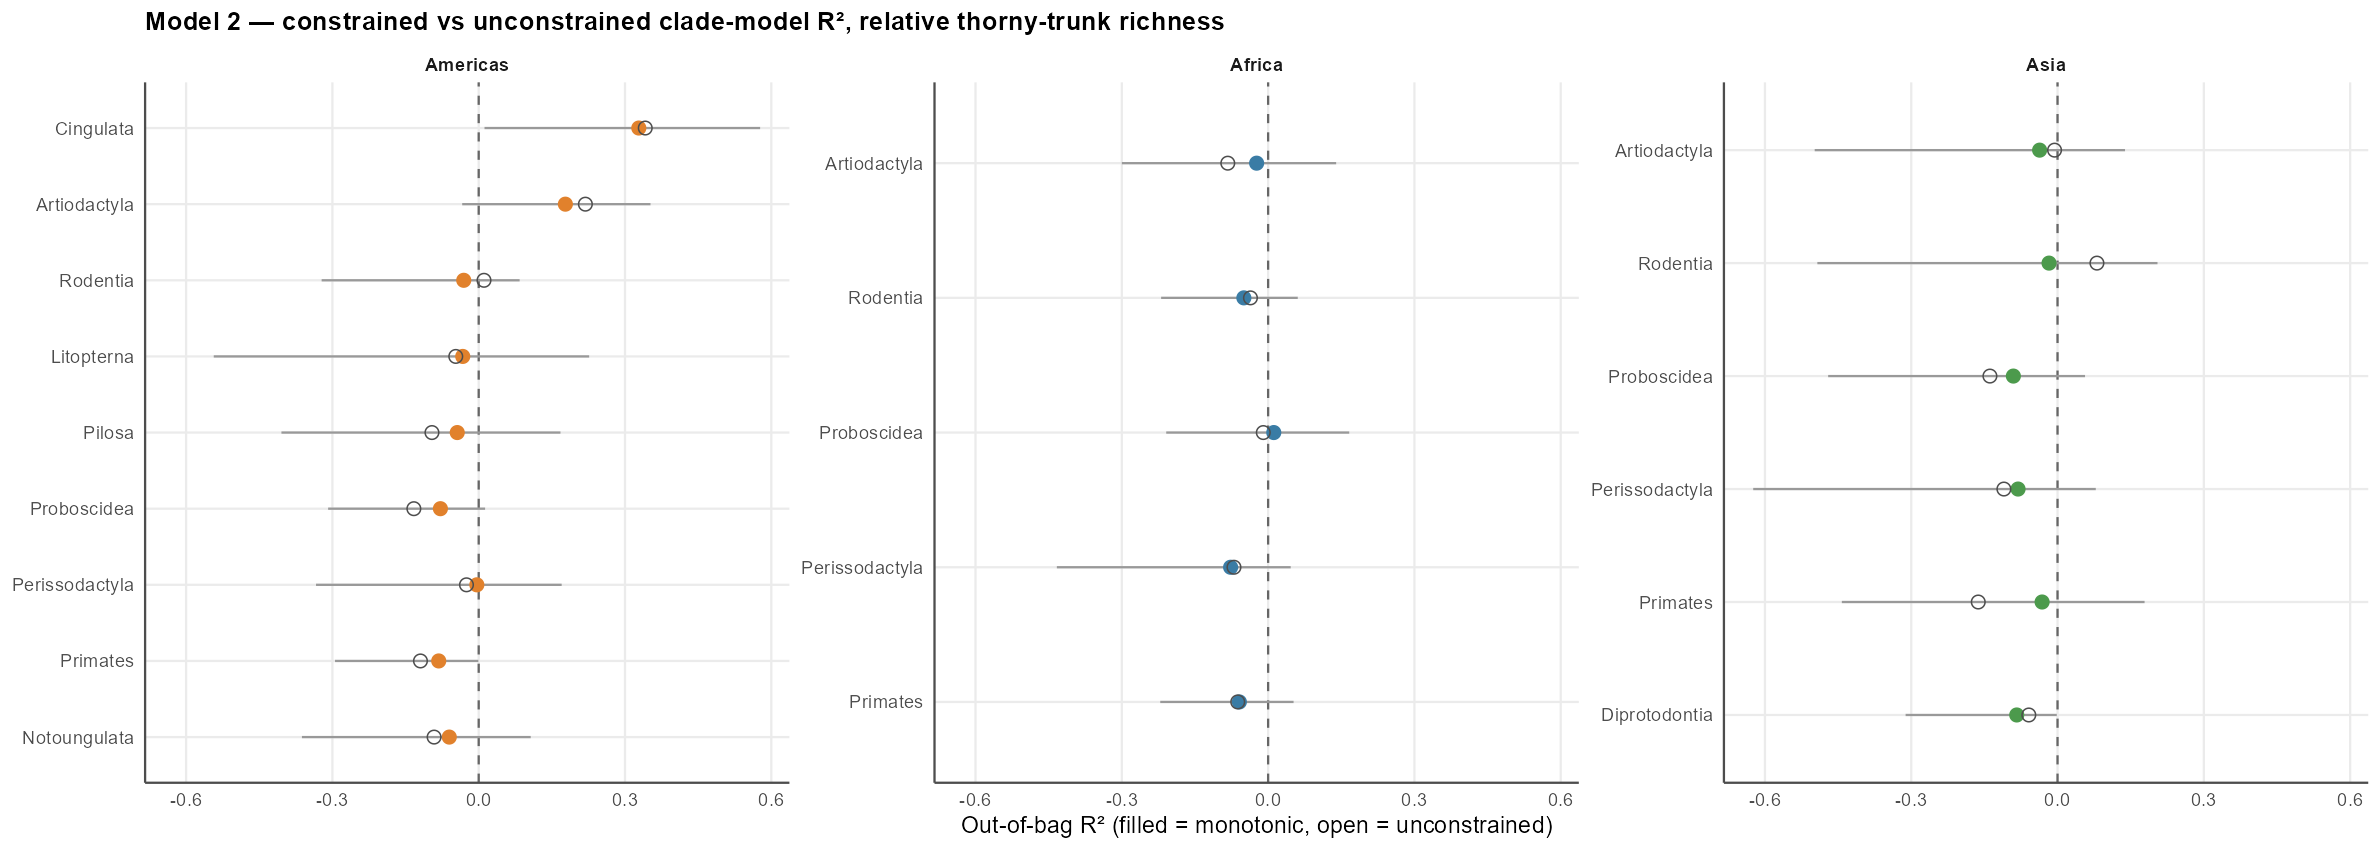 Model 2 — constrained vs unconstrained clade-model R², relative thorny-trunk richness
Americas
Cingulata
Artiodactyla
Rodentia
Litopterna
Pilosa
Proboscidea
Perissodactyla
Primates
Notoungulata
-0.6 -0.3 0.0 0.3 0.6
Africa
Artiodactyla
Rodentia
Proboscidea
Perissodactyla
Primates
-0.6 -0.3 0.0 0.3 0.6
Asia
Artiodactyla
Rodentia
Proboscidea
Perissodactyla
Primates
Diprotodontia
-0.6 -0.3 0.0 0.3 0.6
Out-of-bag R² (filled = monotonic, open = unconstrained)